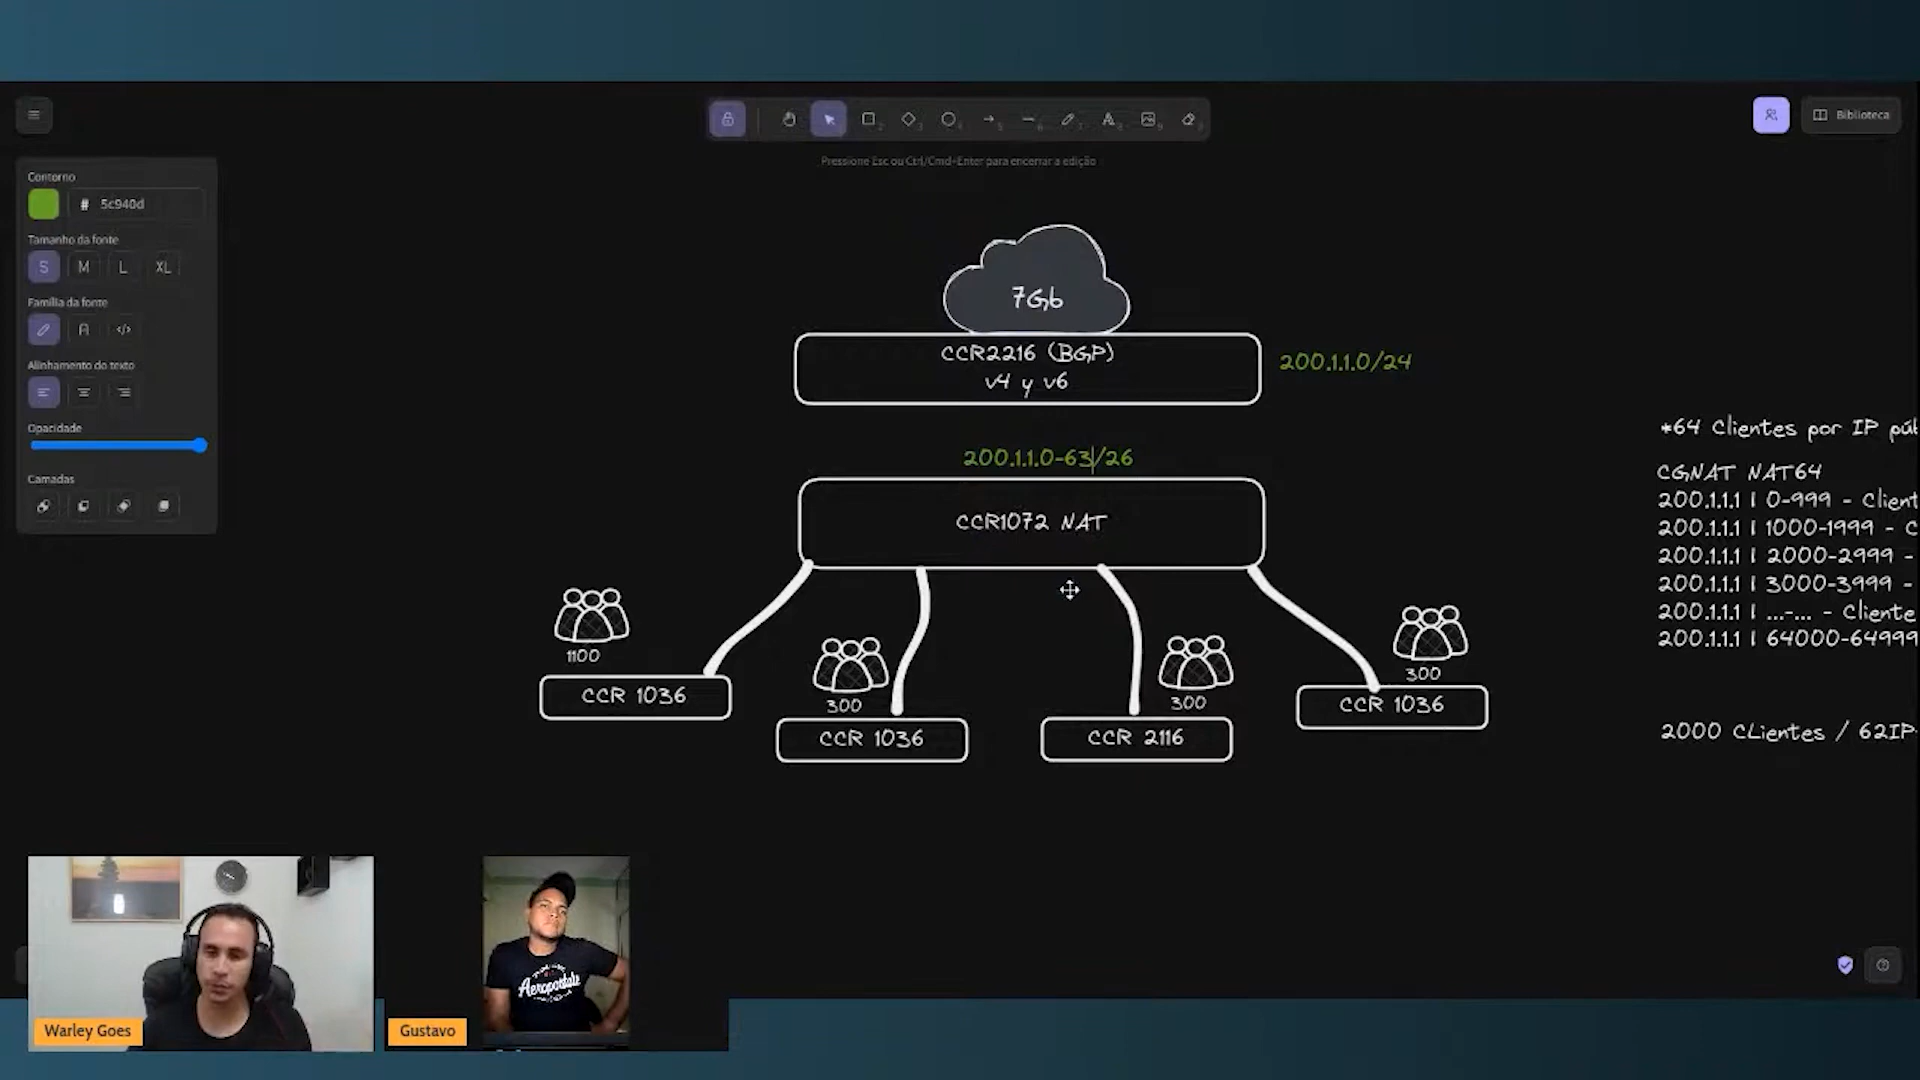 Biblioteca
Pressione Esc ou Ctrl/Cmd+Enter para encerrar a edição
Contorno
# 5c940d
Tamanho da fonte
S M L XL
Família da fonte
A </>
Alinhamento do texto
Opacidade
Camadas
7Gb
CCR2216 (BGP)
v4 y v6
200.1.1.0/24
200.1.1.0-63/26
CCR1072 NAT
1100
CCR 1036
300
CCR 1036
300
CCR 2116
300
CCR 1036
*64 Clientes por IP púb
CGNAT NAT64
200.1.1.1 | 0-999 - Client
200.1.1.1 | 1000-1999 - C
200.1.1.1 | 2000-2999 -
200.1.1.1 | 3000-3999 -
200.1.1.1 | ...-... - Cliente
200.1.1.1 | 64000-64999
2000 CLientes / 62IP
Warley Goes
Gustavo
Aeropostale